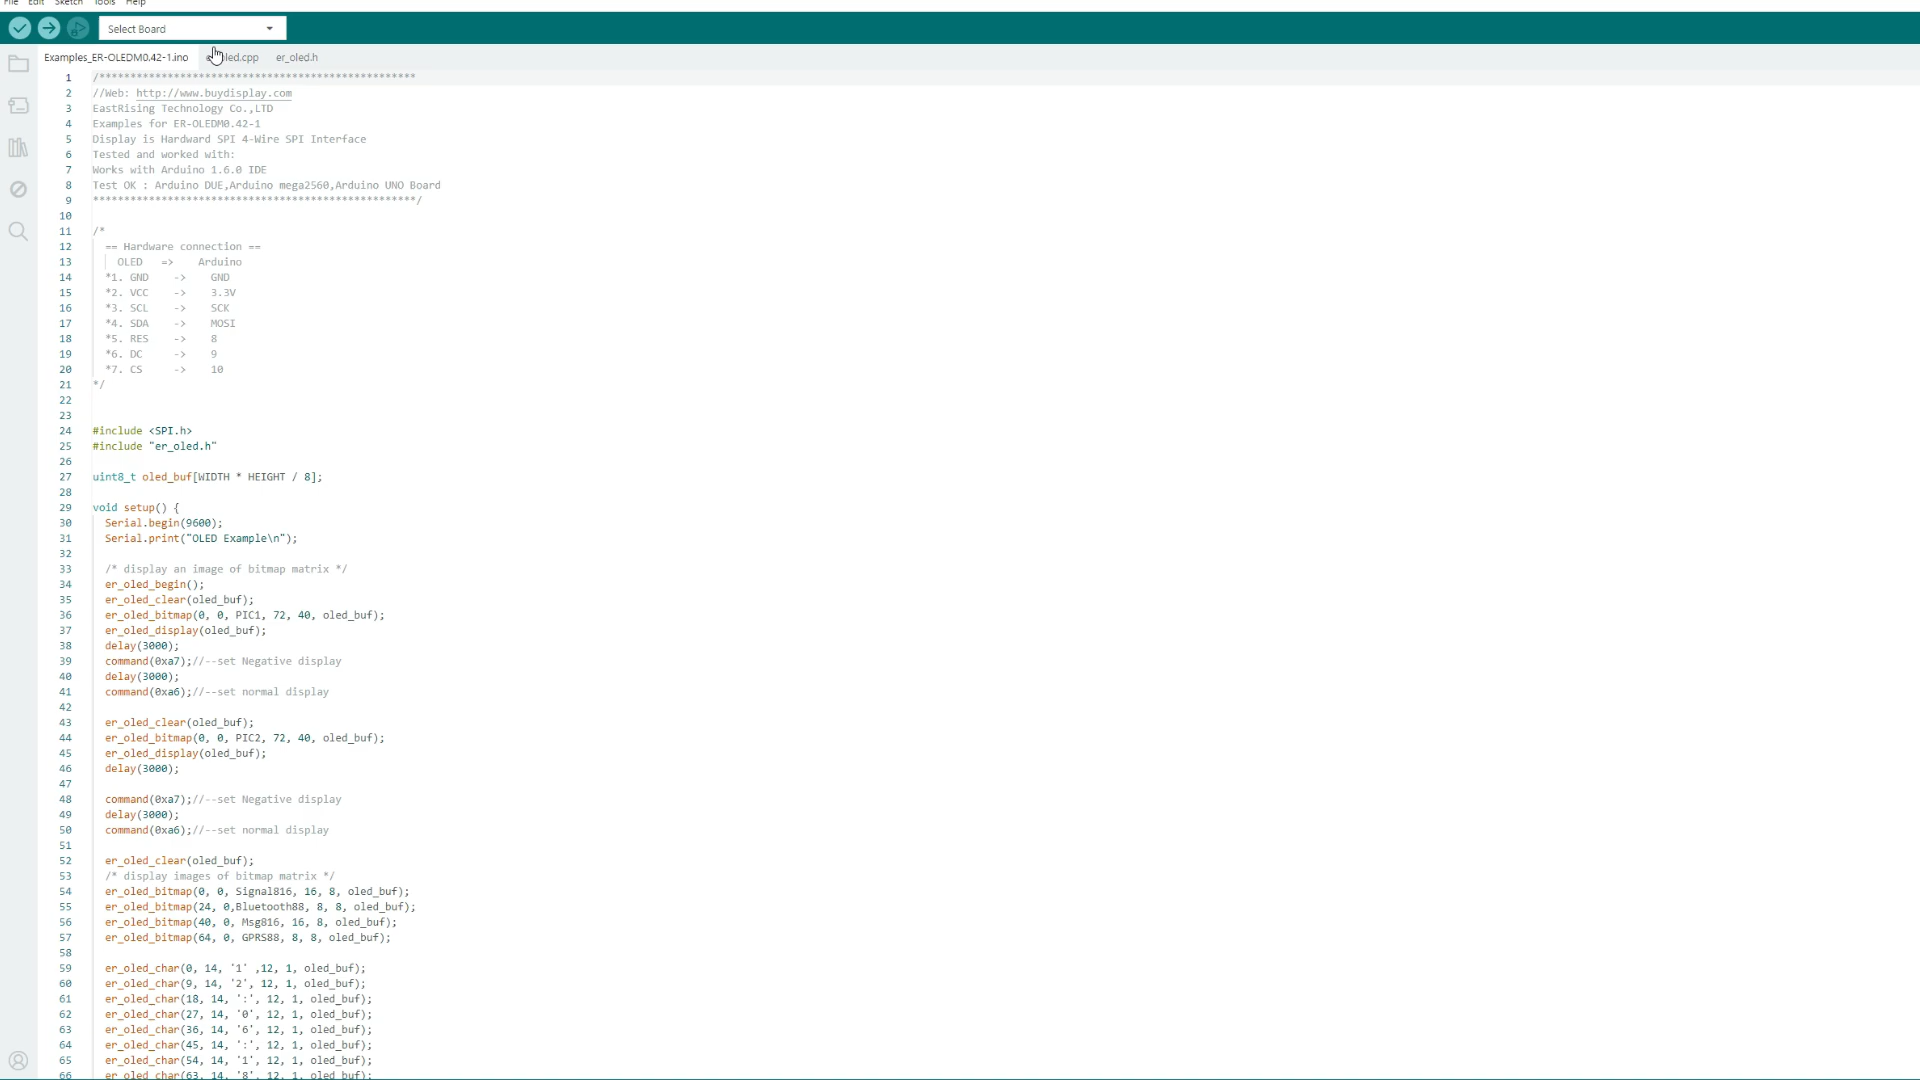 File Edit Sketch Tools Help
Select Board
Examples_ER-OLEDM0.42-1.ino led.cpp er_oled.h
1 /****************************************************
2 //Web: http://www.buydisplay.com
3 EastRising Technology Co.,LTD
4 Examples for ER-OLEDM0.42-1
5 Display is Hardward SPI 4-Wire SPI Interface
6 Tested and worked with:
7 Works with Arduino 1.6.0 IDE
8 Test OK : Arduino DUE,Arduino mega2560,Arduino UNO Board
9 ****************************************************/
10
11 /*
12 == Hardware connection ==
13 OLED => Arduino
14 *1. GND -> GND
15 *2. VCC -> 3.3V
16 *3. SCL -> SCK
17 *4. SDA -> MOSI
18 *5. RES -> 8
19 *6. DC -> 9
20 *7. CS -> 10
21 */
22
23
24 #include <SPI.h>
25 #include "er_oled.h"
26
27 uint8_t oled_buf[WIDTH * HEIGHT / 8];
28
29 void setup() {
30 Serial.begin(9600);
31 Serial.print("OLED Example\n");
32
33 /* display an image of bitmap matrix */
34 er_oled_begin();
35 er_oled_clear(oled_buf);
36 er_oled_bitmap(0, 0, PIC1, 72, 40, oled_buf);
37 er_oled_display(oled_buf);
38 delay(3000);
39 command(0xa7);//--set Negative display
40 delay(3000);
41 command(0xa6);//--set normal display
42
43 er_oled_clear(oled_buf);
44 er_oled_bitmap(0, 0, PIC2, 72, 40, oled_buf);
45 er_oled_display(oled_buf);
46 delay(3000);
47
48 command(0xa7);//--set Negative display
49 delay(3000);
50 command(0xa6);//--set normal display
51
52 er_oled_clear(oled_buf);
53 /* display images of bitmap matrix */
54 er_oled_bitmap(0, 0, Signal816, 16, 8, oled_buf);
55 er_oled_bitmap(24, 0,Bluetooth88, 8, 8, oled_buf);
56 er_oled_bitmap(40, 0, Msg816, 16, 8, oled_buf);
57 er_oled_bitmap(64, 0, GPRS88, 8, 8, oled_buf);
58
59 er_oled_char(0, 14, '1' ,12, 1, oled_buf);
60 er_oled_char(9, 14, '2', 12, 1, oled_buf);
61 er_oled_char(18, 14, ':', 12, 1, oled_buf);
62 er_oled_char(27, 14, '0', 12, 1, oled_buf);
63 er_oled_char(36, 14, '6', 12, 1, oled_buf);
64 er_oled_char(45, 14, ':', 12, 1, oled_buf);
65 er_oled_char(54, 14, '1', 12, 1, oled_buf);
66 er_oled_char(63, 14, '8', 12, 1, oled_buf);